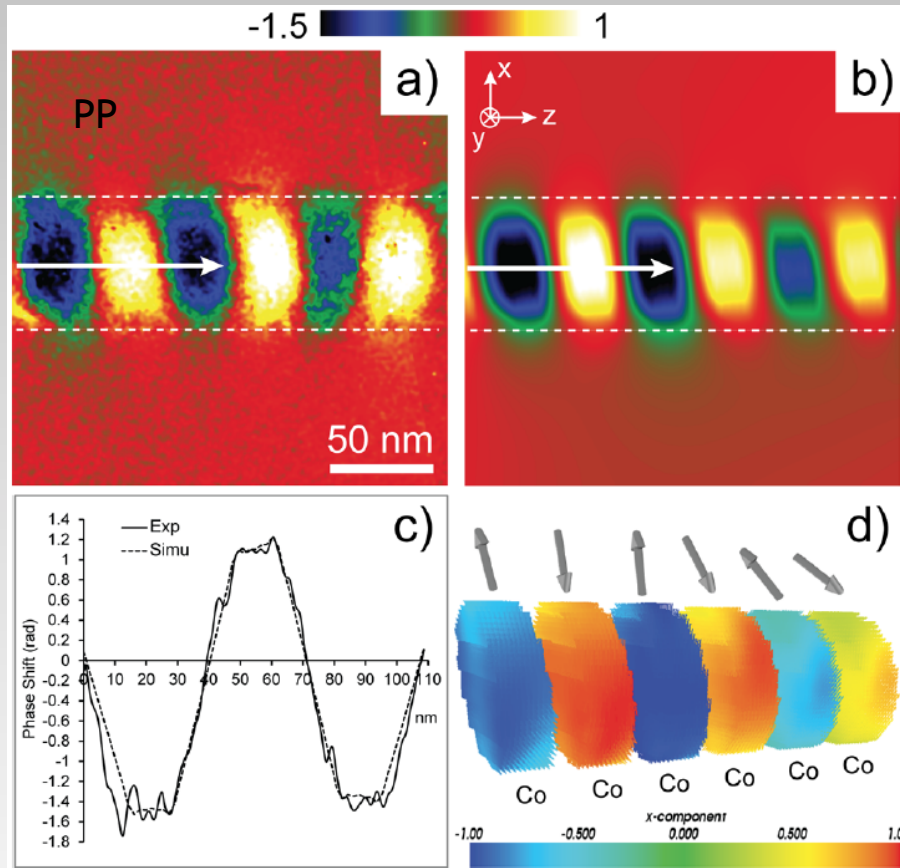 -1.5 1
a)
PP
50 nm
b)
x
z
y
c)
1.4
1.2
1
0.8
0.6
0.4
0.2
0
-0.2
-0.4
-0.6
-0.8
-1
-1.2
-1.4
-1.6
-1.8
Phase Shift (rad)
Exp
Simu
0 10 20 30 40 50 60 70 80 90 100 110
nm
d)
Co Co Co Co Co Co
x-component
-1.00 -0.500 0.000 0.500 1.0